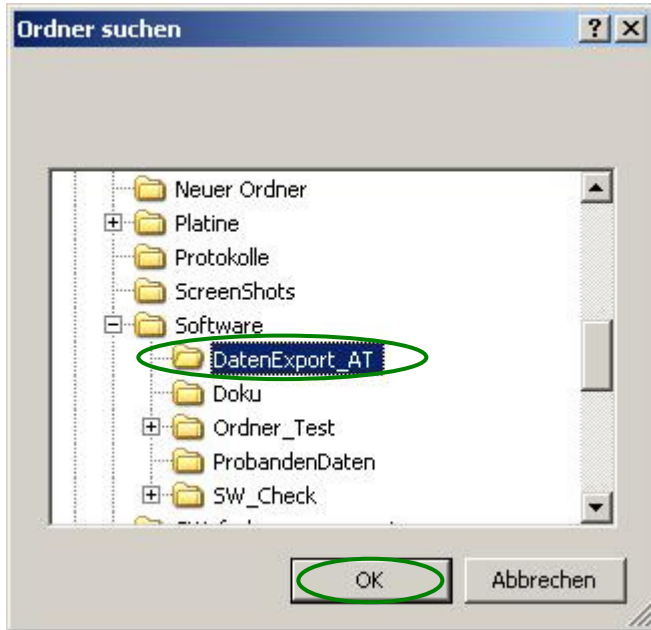 Ordner suchen
Neuer Ordner
Platine
Protokolle
ScreenShots
Software
DatenExport_AT
Doku
Ordner_Test
ProbandenDaten
SW_Check
OK Abbrechen